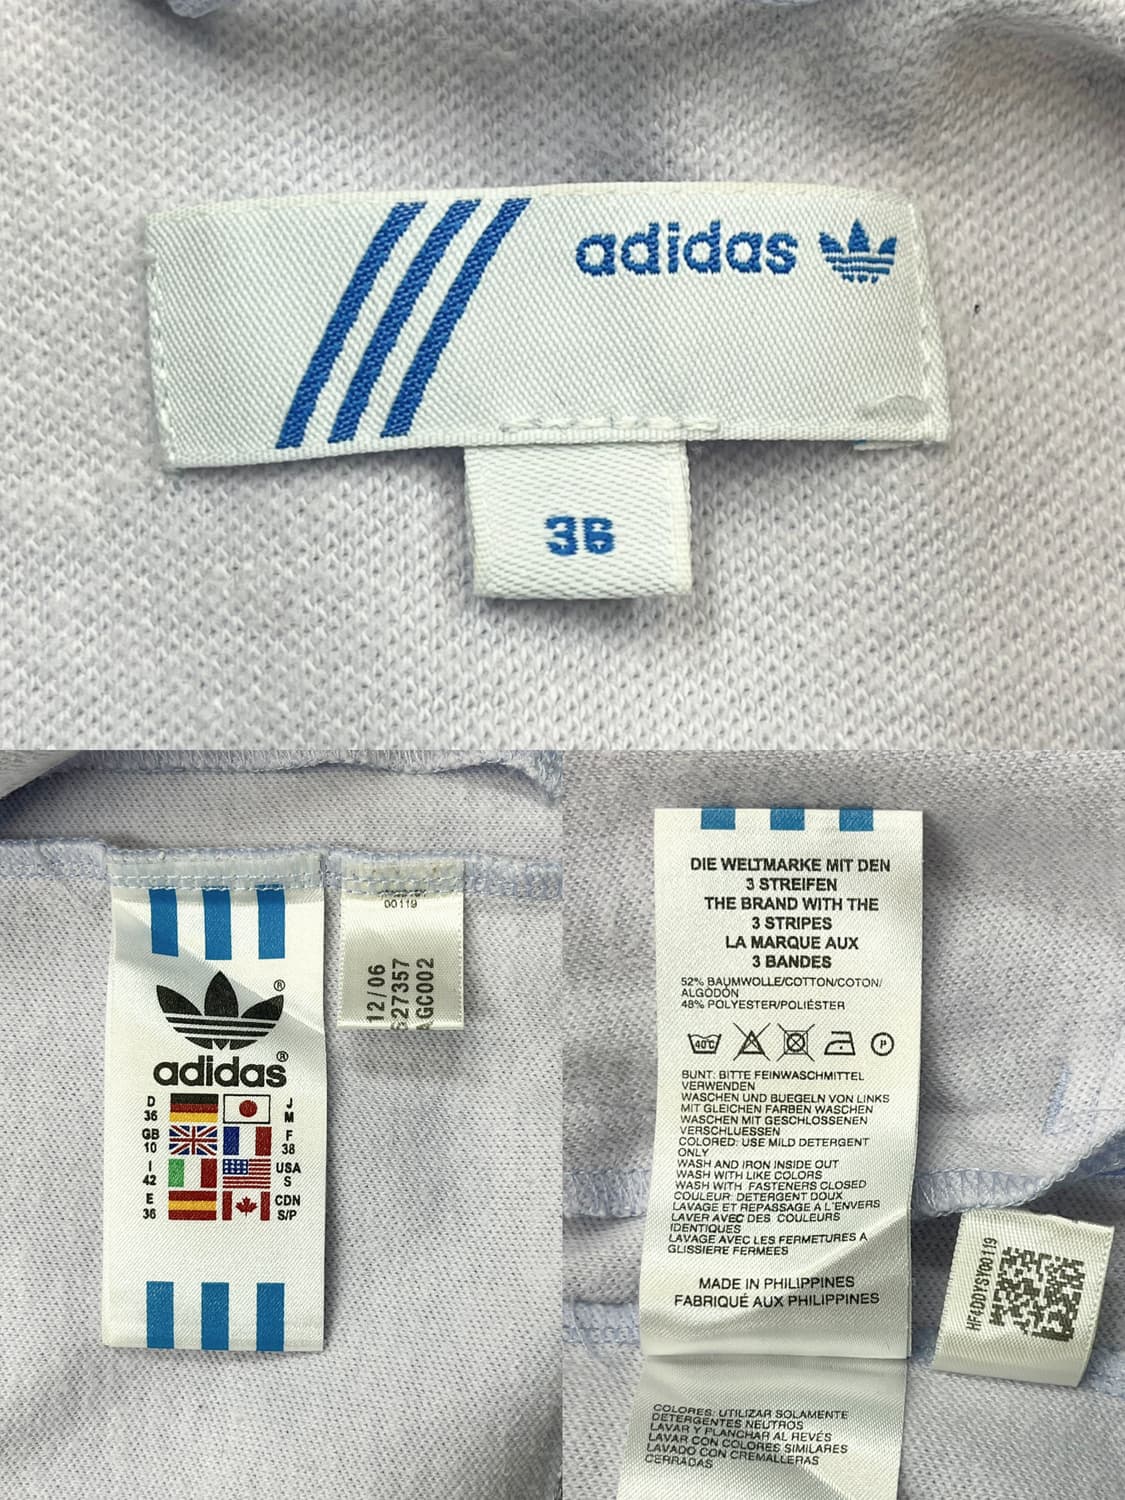 adidas
36
®
adidas®
D
36
J
M
GB
10
F
38
I
42
USA
S
E
36
CDN
S/P
00119
12/06
G27357
AGC002
DIE WELTMARKE MIT DEN
3 STREIFEN
THE BRAND WITH THE
3 STRIPES
LA MARQUE AUX
3 BANDES
52% BAUMWOLLE/COTTON/COTON/
ALGODÓN
48% POLYESTER/POLIÉSTER
40°C
P
BUNT: BITTE FEINWASCHMITTEL
VERWENDEN
WASCHEN UND BUEGELN VON LINKS
MIT GLEICHEN FARBEN WASCHEN
WASCHEN MIT GESCHLOSSENEN
VERSCHLUESSEN
COLORED: USE MILD DETERGENT
ONLY
WASH AND IRON INSIDE OUT
WASH WITH LIKE COLORS
WASH WITH FASTENERS CLOSED
COULEUR: DETERGENT DOUX
LAVAGE ET REPASSAGE A L'ENVERS
LAVER AVEC DES COULEURS
IDENTIQUES
LAVAGE AVEC LES FERMETURES A
GLISSIERE FERMEES
MADE IN PHILIPPINES
FABRIQUÉ AUX PHILIPPINES
HF4DDYSY00119
COLORES: UTILIZAR SOLAMENTE
DETERGENTES NEUTROS
LAVAR Y PLANCHAR AL REVÉS
LAVAR CON COLORES SIMILARES
LAVADO CON CREMALLERAS
CERRADAS